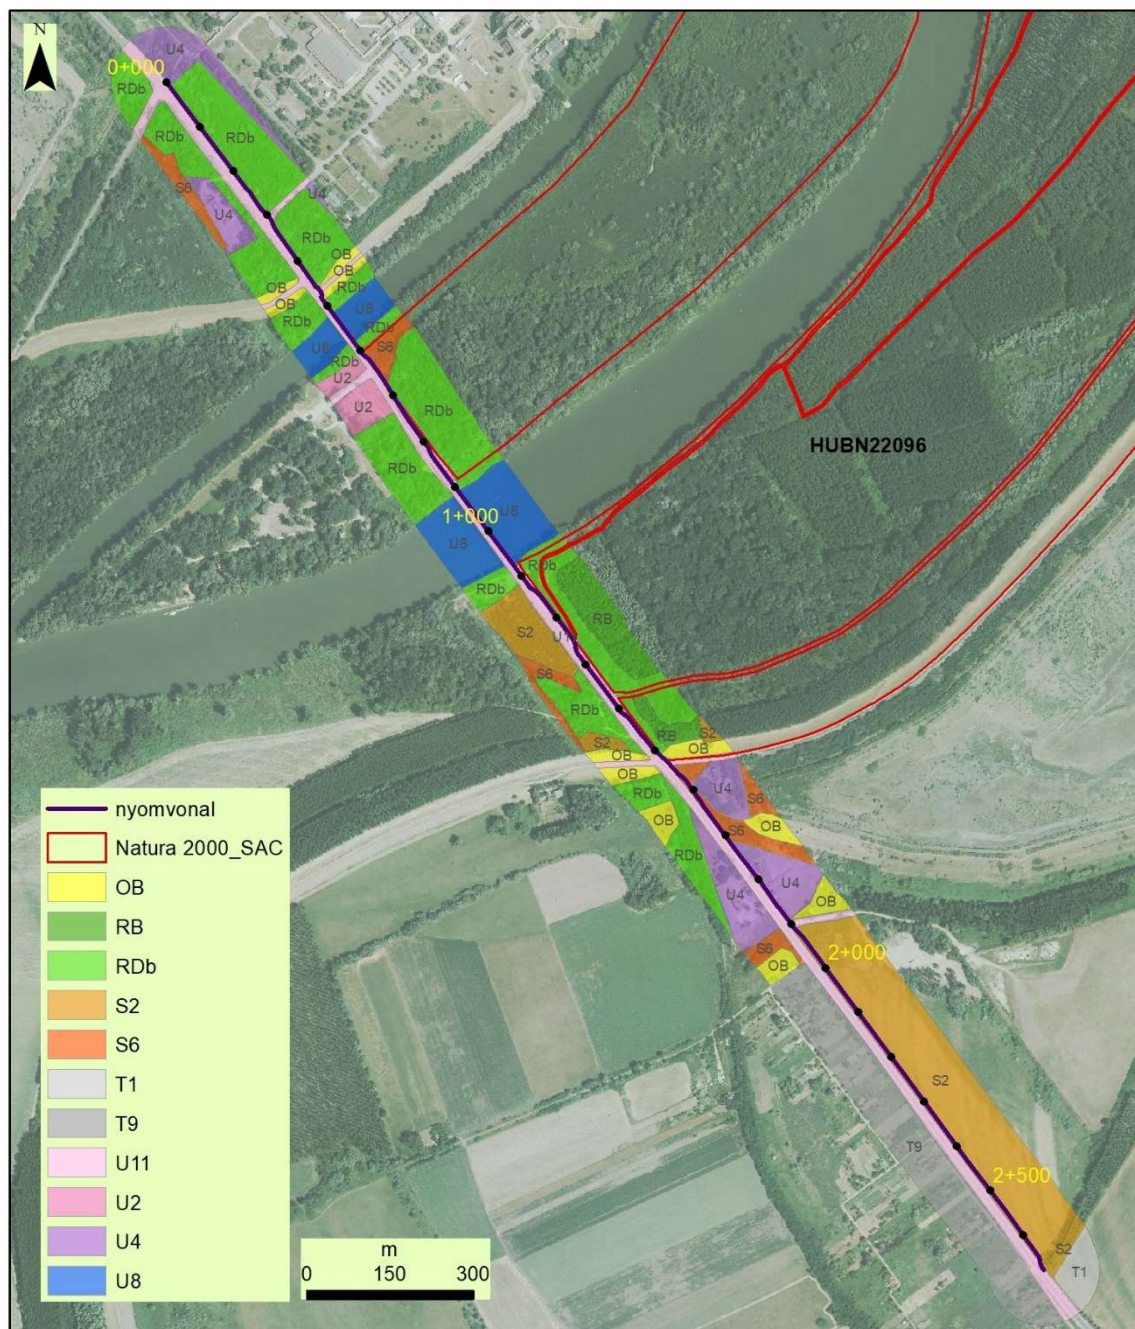 N
U4
0+000
RDb
RDb
RDb
S6
U4
U4
RDb
OB
OB
OB
RDb
OB
RDb
U8
RDb
U8
S6
RDb
U2
U2
RDb
RDb
HUBN22096
1+000
U8
U8
RDb
RDb
S2
RB
S6
RDb
S2
RB
S2
OB
OB
OB
RDb
U4
S6
OB
OB
S6
RDb
U4
U4
OB
S6
OB
2+000
S2
T9
2+500
S2
T1
nyomvonal
Natura 2000_SAC
OB
RB
RDb
S2
S6
T1
T9
U11
U2
U4
U8
m
0 150 300